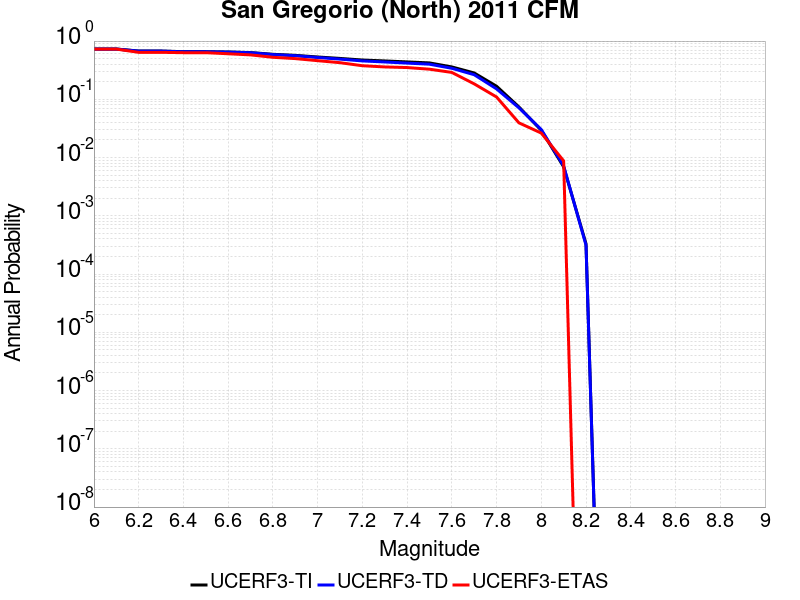 San Gregorio (North) 2011 CFM
10^0
10^-1
10^-2
10^-3
10^-4
10^-5
10^-6
10^-7
10^-8
Annual Probability
6 6.2 6.4 6.6 6.8 7 7.2 7.4 7.6 7.8 8 8.2 8.4 8.6 8.8 9
Magnitude
UCERF3-TI UCERF3-TD UCERF3-ETAS